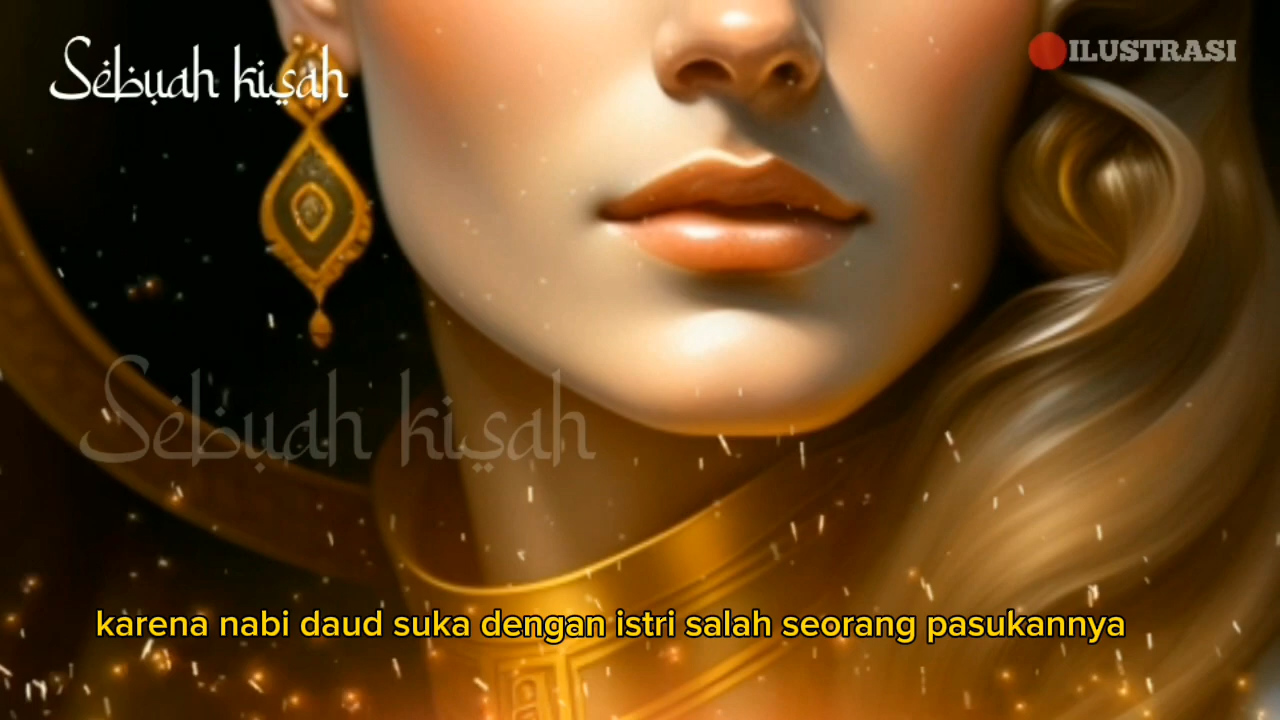 Sebuah kisah
ILUSTRASI
Sebuah kisah
karena nabi daud suka dengan istri salah seorang pasukannya